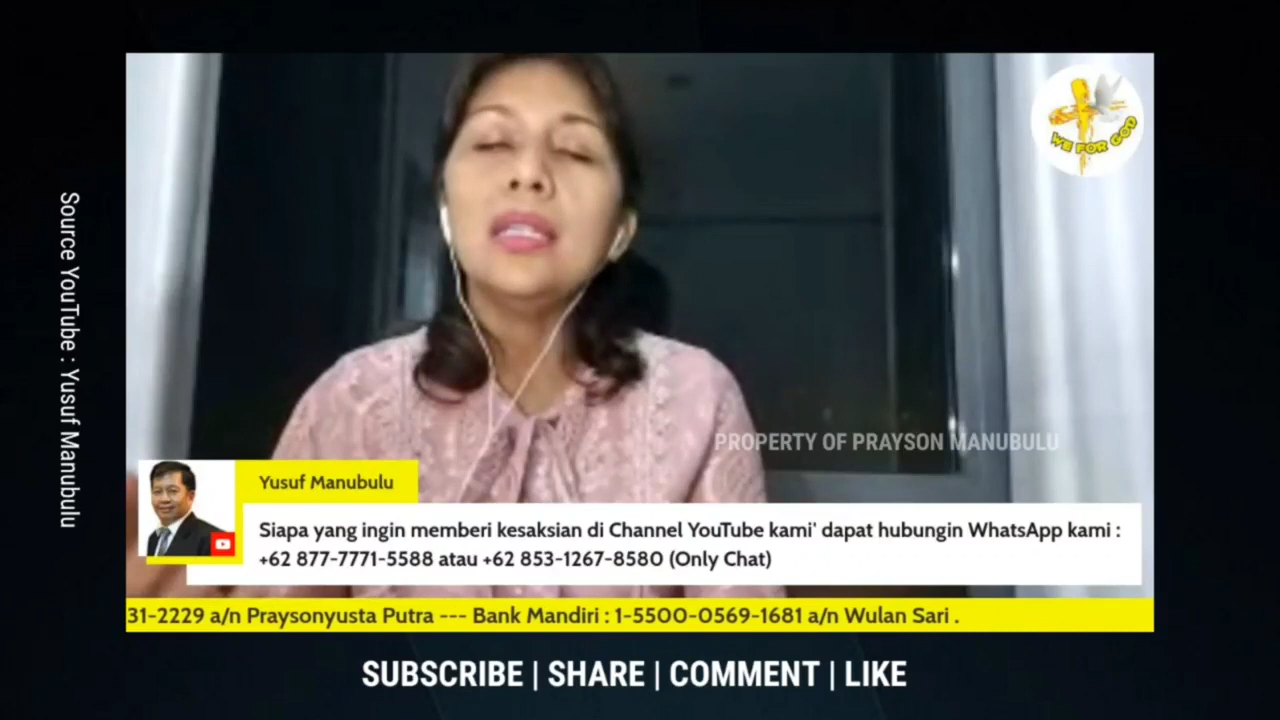 Source YouTube : Yusuf Manubulu
WE FOR GOD
PROPERTY OF PRAYSON MANUBULU
Yusuf Manubulu
Siapa yang ingin memberi kesaksian di Channel YouTube kami' dapat hubungin WhatsApp kami :
+62 877-7771-5588 atau +62 853-1267-8580 (Only Chat)
31-2229 a/n Praysonyusta Putra --- Bank Mandiri : 1-5500-0569-1681 a/n Wulan Sari .
SUBSCRIBE | SHARE | COMMENT | LIKE